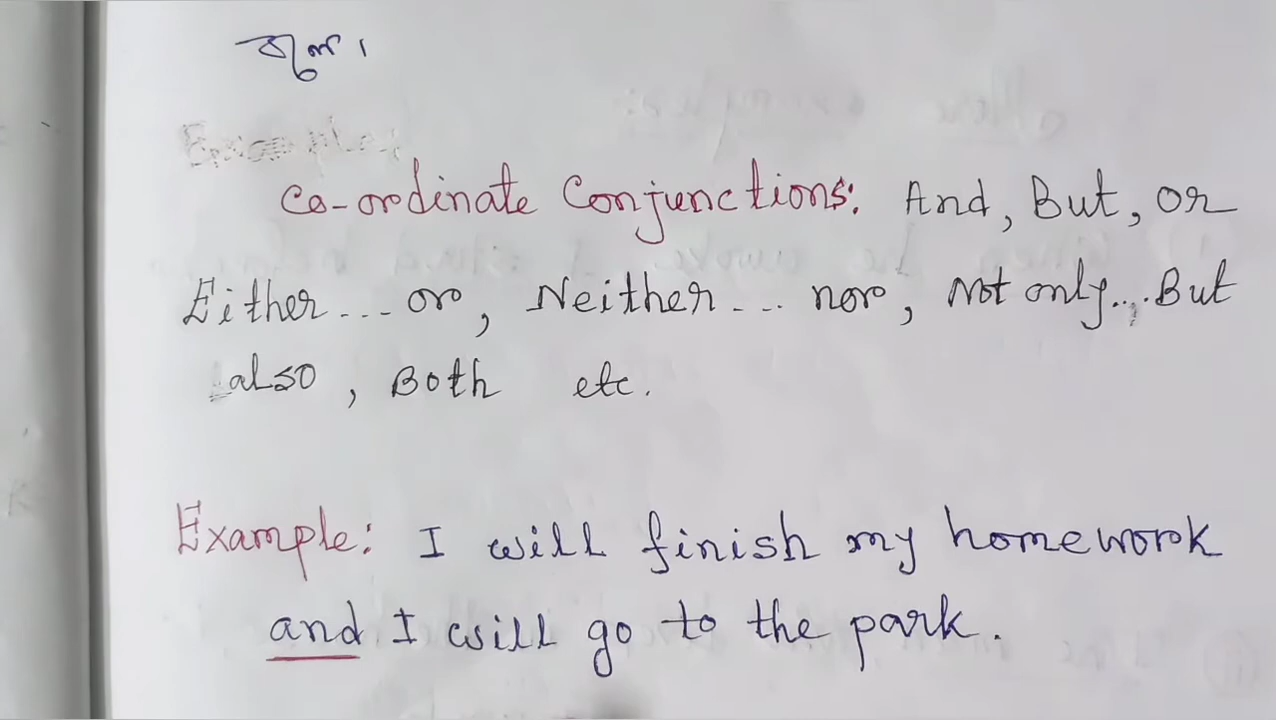 Co-ordinate Conjunctions: And, But, or
Either... or, Neither... nor, Not only... But
also, Both etc.
Example: I will finish my homework
and I will go to the park.